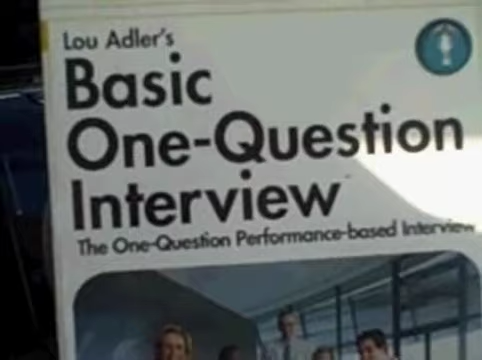 Lou Adler's
Basic
One-Question
Interview
The One-Question Performance-based Interview